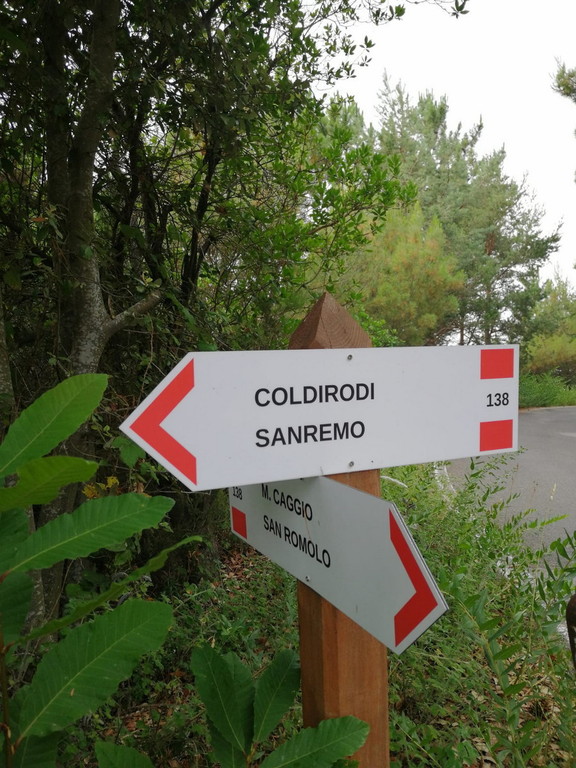 COLDIRODI
SANREMO
138
138
M. CAGGIO
SAN ROMOLO